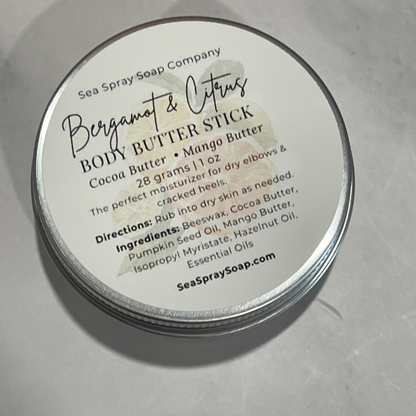 Sea Spray Soap Company
Bergamot & Citrus
BODY BUTTER STICK
Cocoa Butter • Mango Butter
28 grams | 1 oz
The perfect moisturizer for dry elbows &
cracked heels.
Directions: Rub into dry skin as needed.
Ingredients: Beeswax, Cocoa Butter,
Pumpkin Seed Oil, Mango Butter,
Isopropyl Myristate, Hazelnut Oil,
Essential Oils
SeaSpraySoap.com